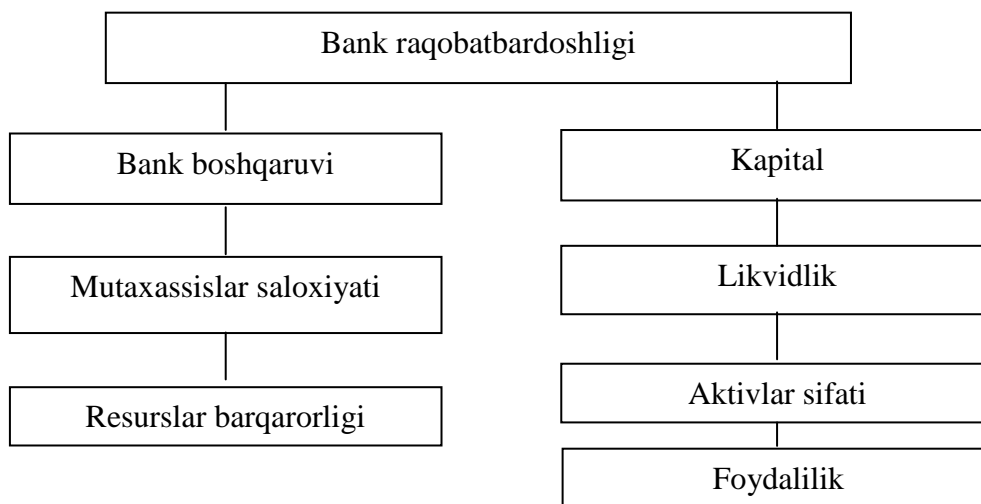 Bank raqobatbardoshligi
Bank boshqaruvi
Mutaxassislar saloxiyati
Resurslar barqarorligi
Kapital
Likvidlik
Aktivlar sifati
Foydalilik